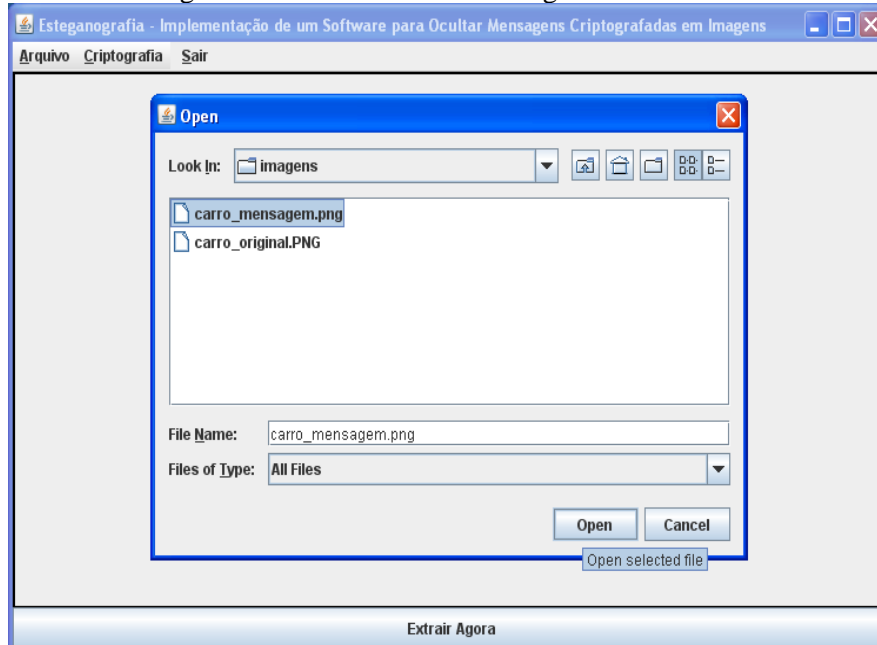 Esteganografia - Implementação de um Software para Ocultar Mensagens Criptografadas em Imagens
Arquivo Criptografia Sair
Open
Look In: imagens
carro_mensagem.png
carro_original.PNG
File Name: carro_mensagem.png
Files of Type: All Files
Open Cancel
Open selected file
Extrair Agora